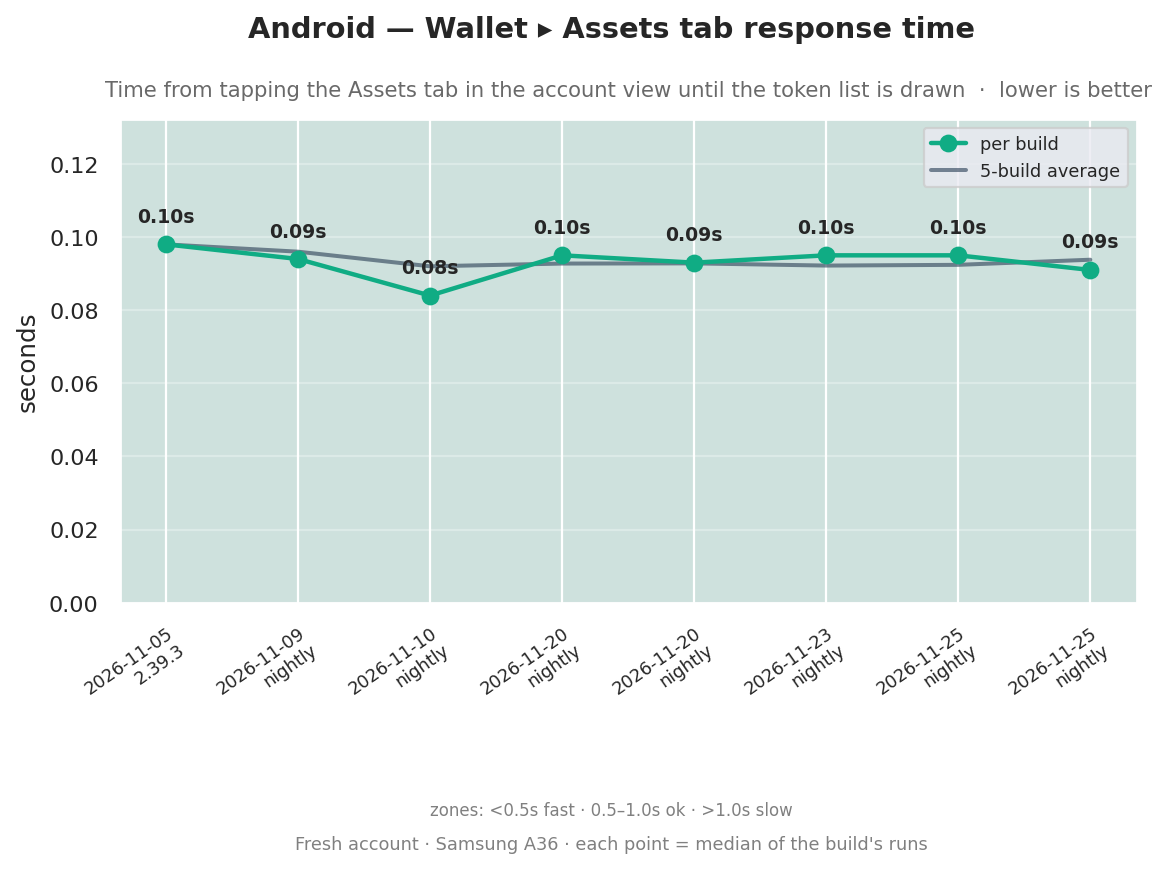 Android — Wallet ▸ Assets tab response time
Time from tapping the Assets tab in the account view until the token list is drawn · lower is better
per build
5-build average
0.12
0.10
0.08
0.06
0.04
0.02
0.00
seconds
0.10s
0.09s
0.08s
0.10s
0.09s
0.10s
0.10s
0.09s
2026-11-05
2.39.3
2026-11-09
nightly
2026-11-10
nightly
2026-11-20
nightly
2026-11-20
nightly
2026-11-23
nightly
2026-11-25
nightly
2026-11-25
nightly
zones: <0.5s fast · 0.5–1.0s ok · >1.0s slow
Fresh account · Samsung A36 · each point = median of the build's runs